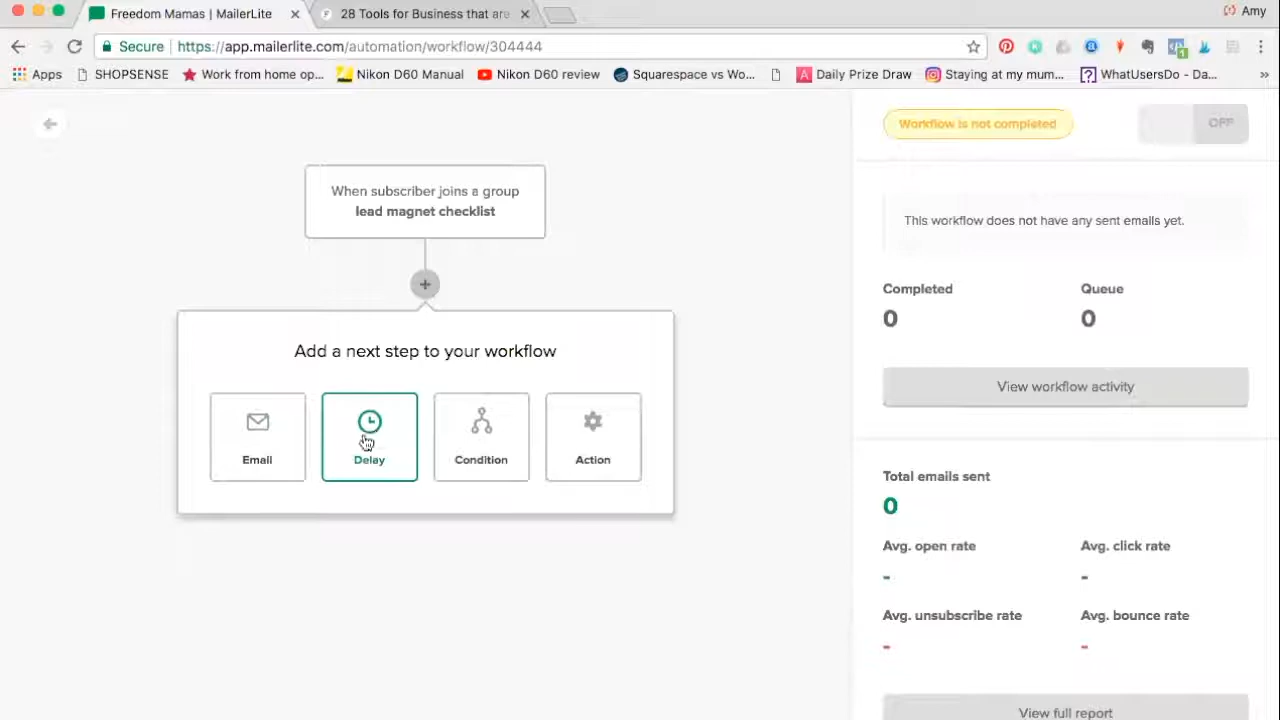 Freedom Mamas | MailerLite
28 Tools for Business that are
Amy
Secure
https://app.mailerlite.com/automation/workflow/304444
1
Apps
SHOPSENSE
Work from home op...
Nikon D60 Manual
Nikon D60 review
Squarespace vs Wo...
Daily Prize Draw
Staying at my mum...
WhatUsersDo - Da...
»
Workflow is not completed
OFF
When subscriber joins a group
lead magnet checklist
Add a next step to your workflow
Email
Delay
Condition
Action
This workflow does not have any sent emails yet.
Completed
Queue
0
0
View workflow activity
Total emails sent
0
Avg. open rate
Avg. click rate
-
-
Avg. unsubscribe rate
Avg. bounce rate
-
-
View full report